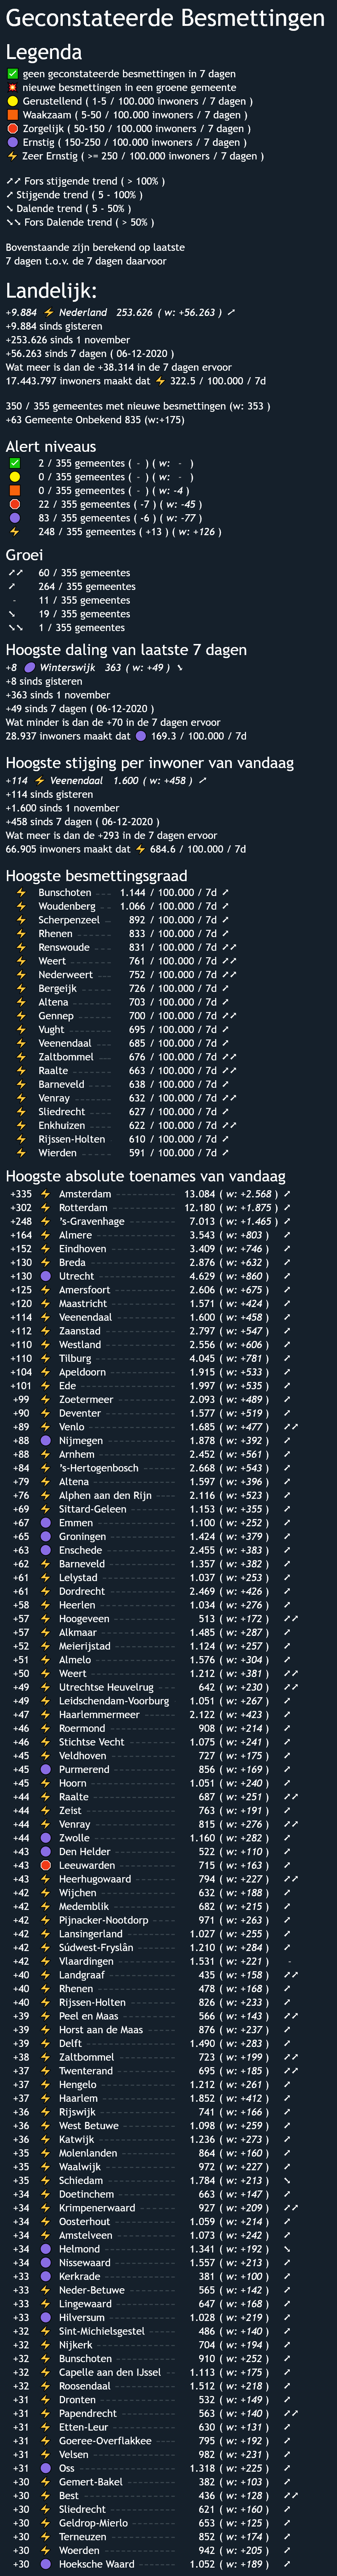 Geconstateerde Besmettingen
Legenda
✅ geen geconstateerde besmettingen in 7 dagen
💥 nieuwe besmettingen in een groene gemeente
🟡 Gerustellend ( 1-5 / 100.000 inwoners / 7 dagen )
🟧 Waakzaam ( 5-50 / 100.000 inwoners / 7 dagen )
🔴 Zorgelijk ( 50-150 / 100.000 inwoners / 7 dagen )
🟣 Ernstig ( 150-250 / 100.000 inwoners / 7 dagen )
⚡ Zeer Ernstig ( >= 250 / 100.000 inwoners / 7 dagen )
↗↗ Fors stijgende trend ( > 100% )
↗ Stijgende trend ( 5 - 100% )
↘ Dalende trend ( 5 - 50% )
↘↘ Fors Dalende trend ( > 50% )
Bovenstaande zijn berekend op laatste
7 dagen t.o.v. de 7 dagen daarvoor
Landelijk:
+9.884 ⚡ Nederland 253.626 ( w: +56.263 ) ↗
+9.884 sinds gisteren
+253.626 sinds 1 november
+56.263 sinds 7 dagen ( 06-12-2020 )
Wat meer is dan de +38.314 in de 7 dagen ervoor
17.443.797 inwoners maakt dat ⚡ 322.5 / 100.000 / 7d
350 / 355 gemeentes met nieuwe besmettingen (w: 353 )
+63 Gemeente Onbekend 835 (w:+175)
Alert niveaus
✅ 2 / 355 gemeentes ( - ) ( w: - )
🟡 0 / 355 gemeentes ( - ) ( w: - )
🟧 0 / 355 gemeentes ( - ) ( w: -4 )
🔴 22 / 355 gemeentes ( -7 ) ( w: -45 )
🟣 83 / 355 gemeentes ( -6 ) ( w: -77 )
⚡ 248 / 355 gemeentes ( +13 ) ( w: +126 )
Groei
↗↗ 60 / 355 gemeentes
↗ 264 / 355 gemeentes
- 11 / 355 gemeentes
↘ 19 / 355 gemeentes
↘↘ 1 / 355 gemeentes
Hoogste daling van laatste 7 dagen
+8 🟣 Winterswijk 363 ( w: +49 ) ↘
+8 sinds gisteren
+363 sinds 1 november
+49 sinds 7 dagen ( 06-12-2020 )
Wat minder is dan de +70 in de 7 dagen ervoor
28.937 inwoners maakt dat 🟣 169.3 / 100.000 / 7d
Hoogste stijging per inwoner van vandaag
+114 ⚡ Veenendaal 1.600 ( w: +458 ) ↗
+114 sinds gisteren
+1.600 sinds 1 november
+458 sinds 7 dagen ( 06-12-2020 )
Wat meer is dan de +293 in de 7 dagen ervoor
66.905 inwoners maakt dat ⚡ 684.6 / 100.000 / 7d
Hoogste besmettingsgraad
⚡ Bunschoten 1.144 / 100.000 / 7d ↗
⚡ Woudenberg 1.066 / 100.000 / 7d ↗
⚡ Scherpenzeel 892 / 100.000 / 7d ↗
⚡ Rhenen 833 / 100.000 / 7d ↗
⚡ Renswoude 831 / 100.000 / 7d ↗↗
⚡ Weert 761 / 100.000 / 7d ↗↗
⚡ Nederweert 752 / 100.000 / 7d ↗↗
⚡ Bergeijk 726 / 100.000 / 7d ↗
⚡ Altena 703 / 100.000 / 7d ↗
⚡ Gennep 700 / 100.000 / 7d ↗↗
⚡ Vught 695 / 100.000 / 7d ↗
⚡ Veenendaal 685 / 100.000 / 7d ↗
⚡ Zaltbommel 676 / 100.000 / 7d ↗↗
⚡ Raalte 663 / 100.000 / 7d ↗↗
⚡ Barneveld 638 / 100.000 / 7d ↗
⚡ Venray 632 / 100.000 / 7d ↗↗
⚡ Sliedrecht 627 / 100.000 / 7d ↗
⚡ Enkhuizen 622 / 100.000 / 7d ↗↗
⚡ Rijssen-Holten 610 / 100.000 / 7d ↗
⚡ Wierden 591 / 100.000 / 7d ↗
Hoogste absolute toenames van vandaag
+335 ⚡ Amsterdam 13.084 ( w: +2.568 ) ↗
+302 ⚡ Rotterdam 12.180 ( w: +1.875 ) ↗
+248 ⚡ 's-Gravenhage 7.013 ( w: +1.465 ) ↗
+164 ⚡ Almere 3.543 ( w: +803 ) ↗
+152 ⚡ Eindhoven 3.409 ( w: +746 ) ↗
+130 ⚡ Breda 2.876 ( w: +632 ) ↗
+130 🟣 Utrecht 4.629 ( w: +860 ) ↗
+125 ⚡ Amersfoort 2.606 ( w: +675 ) ↗
+120 ⚡ Maastricht 1.571 ( w: +424 ) ↗
+114 ⚡ Veenendaal 1.600 ( w: +458 ) ↗
+112 ⚡ Zaanstad 2.797 ( w: +547 ) ↗
+110 ⚡ Westland 2.556 ( w: +606 ) ↗
+110 ⚡ Tilburg 4.045 ( w: +781 ) ↗
+104 ⚡ Apeldoorn 1.915 ( w: +533 ) ↗
+101 ⚡ Ede 1.997 ( w: +535 ) ↗
+99 ⚡ Zoetermeer 2.093 ( w: +489 ) ↗
+90 ⚡ Deventer 1.577 ( w: +519 ) ↗
+89 ⚡ Venlo 1.685 ( w: +477 ) ↗↗
+88 🟣 Nijmegen 1.878 ( w: +392 ) ↗
+88 ⚡ Arnhem 2.452 ( w: +561 ) ↗
+84 ⚡ 's-Hertogenbosch 2.668 ( w: +543 ) ↗
+79 ⚡ Altena 1.597 ( w: +396 ) ↗
+76 ⚡ Alphen aan den Rijn 2.116 ( w: +523 ) ↗
+69 ⚡ Sittard-Geleen 1.153 ( w: +355 ) ↗
+67 🟣 Emmen 1.100 ( w: +252 ) ↗
+65 🟣 Groningen 1.424 ( w: +379 ) ↗
+63 🟣 Enschede 2.455 ( w: +383 ) ↗
+62 ⚡ Barneveld 1.357 ( w: +382 ) ↗
+61 ⚡ Lelystad 1.037 ( w: +253 ) ↗
+61 ⚡ Dordrecht 2.469 ( w: +426 ) ↗
+58 ⚡ Heerlen 1.034 ( w: +276 ) ↗
+57 ⚡ Hoogeveen 513 ( w: +172 ) ↗↗
+57 ⚡ Alkmaar 1.485 ( w: +287 ) ↗
+52 ⚡ Meierijstad 1.124 ( w: +257 ) ↗
+51 ⚡ Almelo 1.576 ( w: +304 ) ↗
+50 ⚡ Weert 1.212 ( w: +381 ) ↗↗
+49 ⚡ Utrechtse Heuvelrug 642 ( w: +230 ) ↗↗
+49 ⚡ Leidschendam-Voorburg 1.051 ( w: +267 ) ↗
+47 ⚡ Haarlemmermeer 2.122 ( w: +423 ) ↗
+46 ⚡ Roermond 908 ( w: +214 ) ↗
+46 ⚡ Stichtse Vecht 1.075 ( w: +241 ) ↗
+45 ⚡ Veldhoven 727 ( w: +175 ) ↗
+45 🟣 Purmerend 856 ( w: +169 ) ↗
+45 ⚡ Hoorn 1.051 ( w: +240 ) ↗
+44 ⚡ Raalte 687 ( w: +251 ) ↗↗
+44 ⚡ Zeist 763 ( w: +191 ) ↗
+44 ⚡ Venray 815 ( w: +276 ) ↗↗
+44 🟣 Zwolle 1.160 ( w: +282 ) ↗
+43 🟣 Den Helder 522 ( w: +110 ) ↗
+43 🔴 Leeuwarden 715 ( w: +163 ) ↗
+43 ⚡ Heerhugowaard 794 ( w: +227 ) ↗↗
+42 ⚡ Wijchen 632 ( w: +188 ) ↗
+42 ⚡ Medemblik 682 ( w: +215 ) ↗
+42 ⚡ Pijnacker-Nootdorp 971 ( w: +263 ) ↗
+42 ⚡ Lansingerland 1.027 ( w: +255 ) ↗
+42 ⚡ Súdwest-Fryslân 1.210 ( w: +284 ) ↗
+42 ⚡ Vlaardingen 1.531 ( w: +221 ) -
+40 ⚡ Landgraaf 435 ( w: +158 ) ↗↗
+40 ⚡ Rhenen 478 ( w: +168 ) ↗
+40 ⚡ Rijssen-Holten 826 ( w: +233 ) ↗
+39 ⚡ Peel en Maas 566 ( w: +143 ) ↗↗
+39 ⚡ Horst aan de Maas 876 ( w: +237 ) ↗
+39 ⚡ Delft 1.490 ( w: +283 ) ↗
+38 ⚡ Zaltbommel 723 ( w: +199 ) ↗↗
+37 ⚡ Twenterand 695 ( w: +185 ) ↗↗
+37 ⚡ Hengelo 1.212 ( w: +261 ) ↗
+37 ⚡ Haarlem 1.852 ( w: +412 ) ↗
+36 ⚡ Rijswijk 741 ( w: +166 ) ↗
+36 ⚡ West Betuwe 1.098 ( w: +259 ) ↗
+36 ⚡ Katwijk 1.236 ( w: +273 ) ↗
+35 ⚡ Molenlanden 864 ( w: +160 ) ↗
+35 ⚡ Waalwijk 972 ( w: +227 ) ↗
+35 ⚡ Schiedam 1.784 ( w: +213 ) ↘
+34 ⚡ Doetinchem 663 ( w: +147 ) ↗
+34 ⚡ Krimpenerwaard 927 ( w: +209 ) ↗↗
+34 ⚡ Oosterhout 1.059 ( w: +214 ) ↗
+34 ⚡ Amstelveen 1.073 ( w: +242 ) ↗
+34 🟣 Helmond 1.341 ( w: +192 ) ↘
+34 🟣 Nissewaard 1.557 ( w: +213 ) ↗
+33 🟣 Kerkrade 381 ( w: +100 ) ↗
+33 ⚡ Neder-Betuwe 565 ( w: +142 ) ↗
+33 ⚡ Lingewaard 647 ( w: +168 ) ↗
+33 🟣 Hilversum 1.028 ( w: +219 ) ↗
+32 ⚡ Sint-Michielsgestel 486 ( w: +140 ) ↗
+32 ⚡ Nijkerk 704 ( w: +194 ) ↗
+32 ⚡ Bunschoten 910 ( w: +252 ) ↗
+32 ⚡ Capelle aan den IJssel 1.113 ( w: +175 ) ↗
+32 ⚡ Roosendaal 1.512 ( w: +218 ) ↗
+31 ⚡ Dronten 532 ( w: +149 ) ↗
+31 ⚡ Papendrecht 563 ( w: +140 ) ↗↗
+31 ⚡ Etten-Leur 630 ( w: +131 ) ↗
+31 ⚡ Goeree-Overflakkee 795 ( w: +192 ) ↗
+31 ⚡ Velsen 982 ( w: +231 ) ↗
+31 🟣 Oss 1.318 ( w: +225 ) ↗
+30 ⚡ Gemert-Bakel 382 ( w: +103 ) ↗
+30 ⚡ Best 436 ( w: +128 ) ↗↗
+30 ⚡ Sliedrecht 621 ( w: +160 ) ↗
+30 ⚡ Geldrop-Mierlo 653 ( w: +125 ) ↗
+30 ⚡ Terneuzen 852 ( w: +174 ) ↗
+30 ⚡ Woerden 942 ( w: +205 ) ↗
+30 🟣 Hoeksche Waard 1.052 ( w: +189 ) ↗